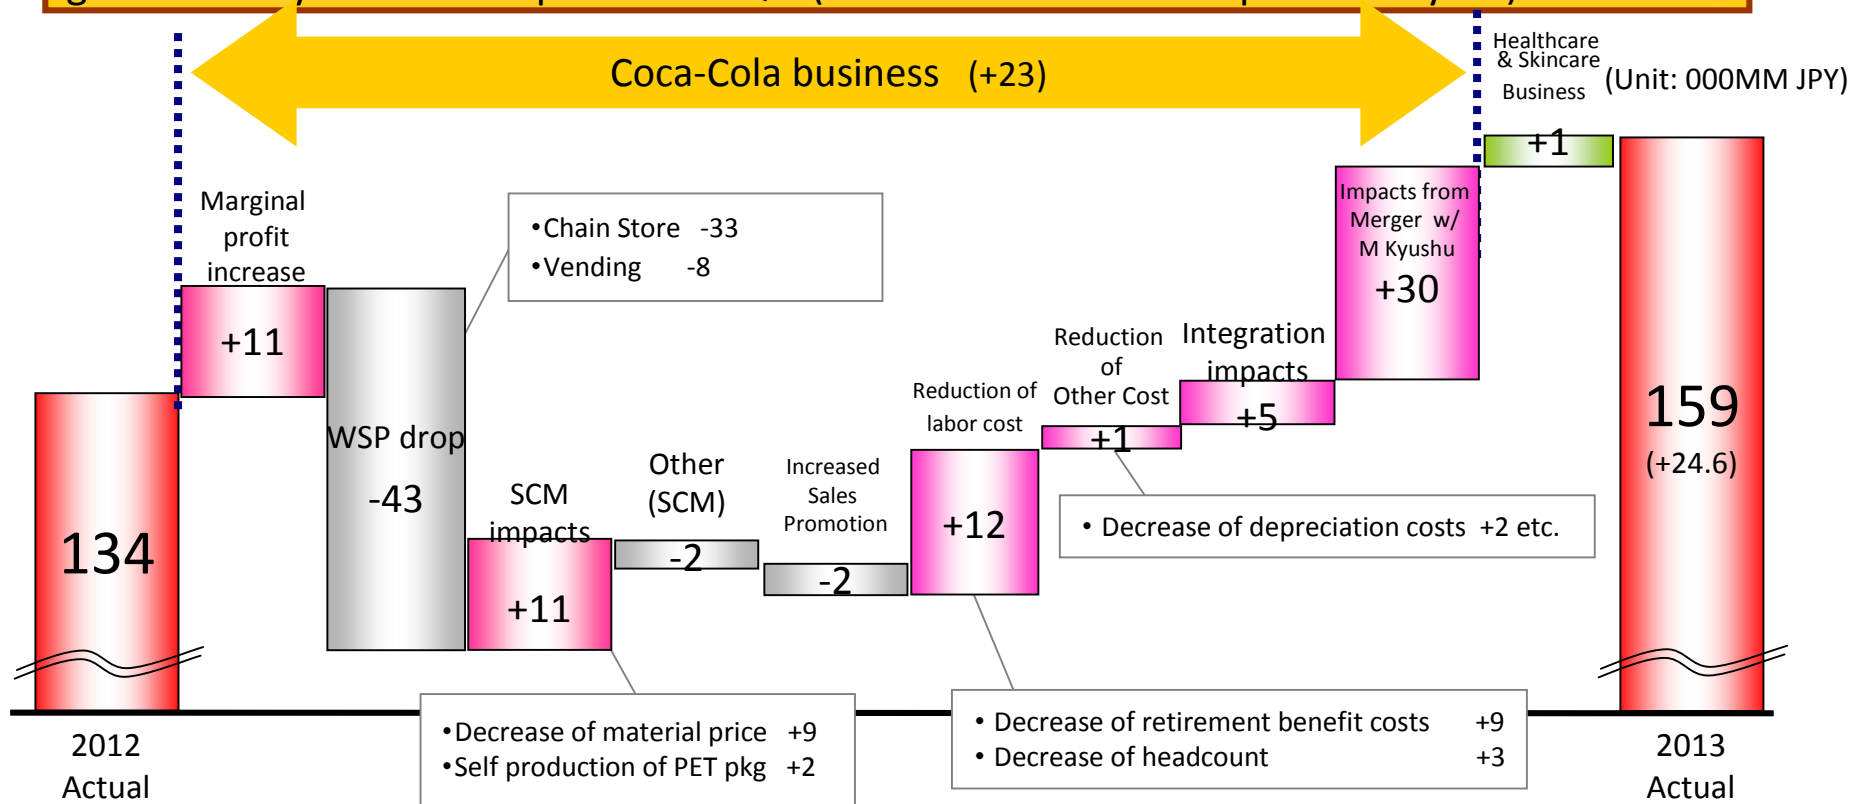 Coca-Cola business (+23)
Healthcare
& Skincare
Business
(Unit: 000MM JPY)
+1
Marginal
profit
increase
+11
•Chain Store -33
•Vending -8
WSP drop
-43
SCM
impacts
+11
Other
(SCM)
-2
Increased
Sales
Promotion
-2
Reduction of
labor cost
+12
Reduction
of
Other Cost
+1
Integration
impacts
+5
Impacts from
Merger w/
M Kyushu
+30
• Decrease of depreciation costs +2 etc.
134
159
(+24.6)
•Decrease of material price +9
•Self production of PET pkg +2
• Decrease of retirement benefit costs +9
• Decrease of headcount +3
2012
Actual
2013
Actual